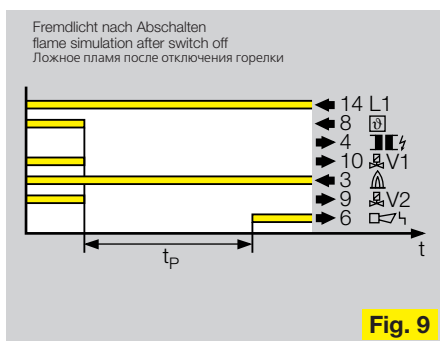 Fremdlicht nach Abschalten
flame simulation after switch off
Ложное пламя после отключения горелки
14 L1
8 ϑ
4
10 V1
3
9 V2
6
t
tP
Fig. 9